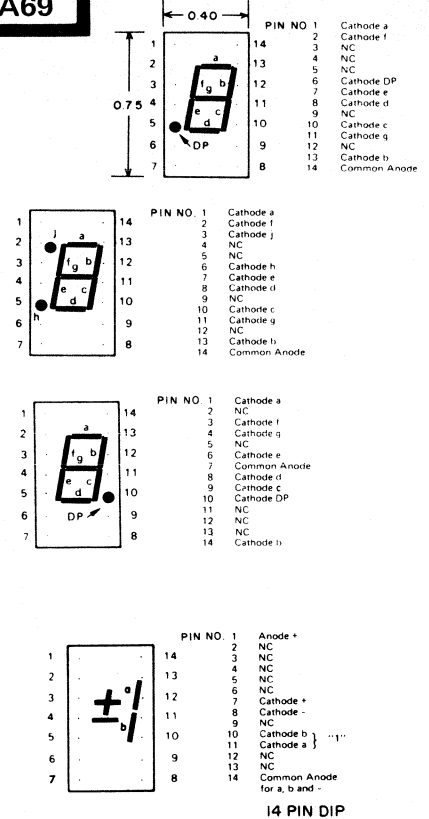 A69
0.40
0.75
1 14
2 13
3 12
4 11
5 10
6 9
7 8
a
f g b
e c
d
DP
PIN NO. 1 Cathode a
2 Cathode f
3 NC
4 NC
5 NC
6 Cathode DP
7 Cathode e
8 Cathode d
9 NC
10 Cathode c
11 Cathode g
12 NC
13 Cathode b
14 Common Anode
1 14
2 13
3 12
4 11
5 10
6 9
7 8
j a
f g b
e c
d
h
PIN NO. 1 Cathode a
2 Cathode f
3 Cathode j
4 NC
5 NC
6 Cathode h
7 Cathode e
8 Cathode d
9 NC
10 Cathode c
11 Cathode g
12 NC
13 Cathode b
14 Common Anode
1 14
2 13
3 12
4 11
5 10
6 9
7 8
a
f g b
e c
d
DP
PIN NO. 1 Cathode a
2 NC
3 Cathode f
4 Cathode g
5 NC
6 Cathode e
7 Common Anode
8 Cathode d
9 Cathode c
10 Cathode DP
11 NC
12 NC
13 NC
14 Cathode b
1 14
2 13
3 12
4 11
5 10
6 9
7 8
± a
b
PIN NO. 1 Anode +
2 NC
3 NC
4 NC
5 NC
6 NC
7 Cathode +
8 Cathode -
9 NC
10 Cathode b } "1"
11 Cathode a
12 NC
13 NC
14 Common Anode
for a, b and -
14 PIN DIP